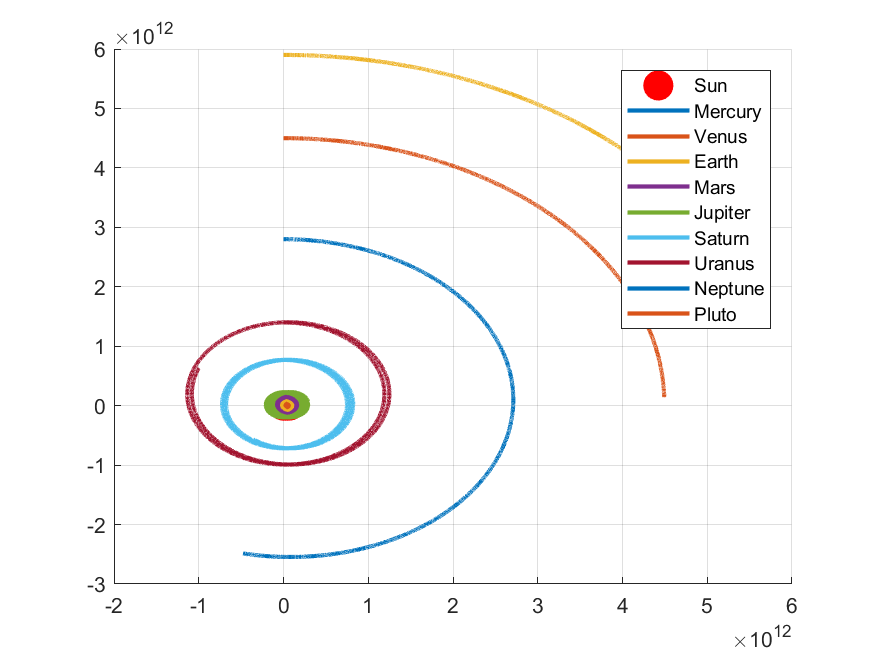 ×10^12
6
5
4
3
2
1
0
-1
-2
-3
-2 -1 0 1 2 3 4 5 6
×10^12
Sun
Mercury
Venus
Earth
Mars
Jupiter
Saturn
Uranus
Neptune
Pluto